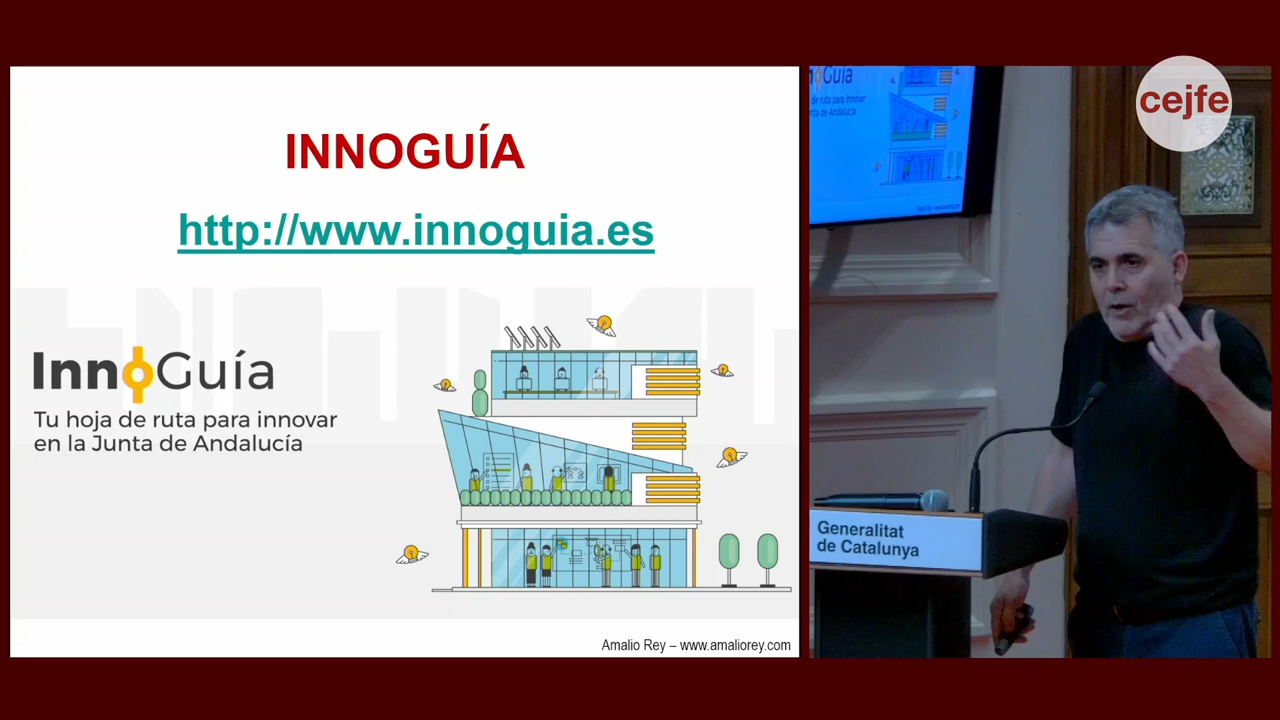 INNOGUÍA
http://www.innoguia.es
InnoGuía
Tu hoja de ruta para innovar
en la Junta de Andalucía
Amalio Rey – www.amaliorey.com
cejfe
Generalitat
de Catalunya